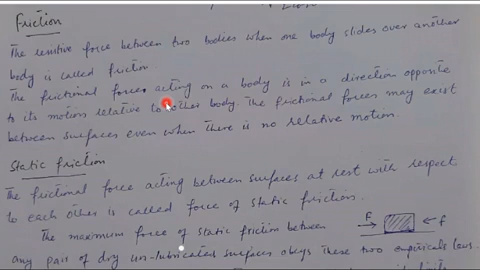 Friction
The resitive force between two bodies when one body slides over another
body is called friction
The frictional forces acting on a body is in a direction opposite
to its motion relative to other body. The frictional forces may exist
between surfaces even when there is no relative motion.
Static friction
The frictional force acting between surfaces at rest with respect
to each other is called force of static friction.
The maximum force of static friction between
F f
any pair of dry un-lubricated surfaces obeys these two empiricals laws.